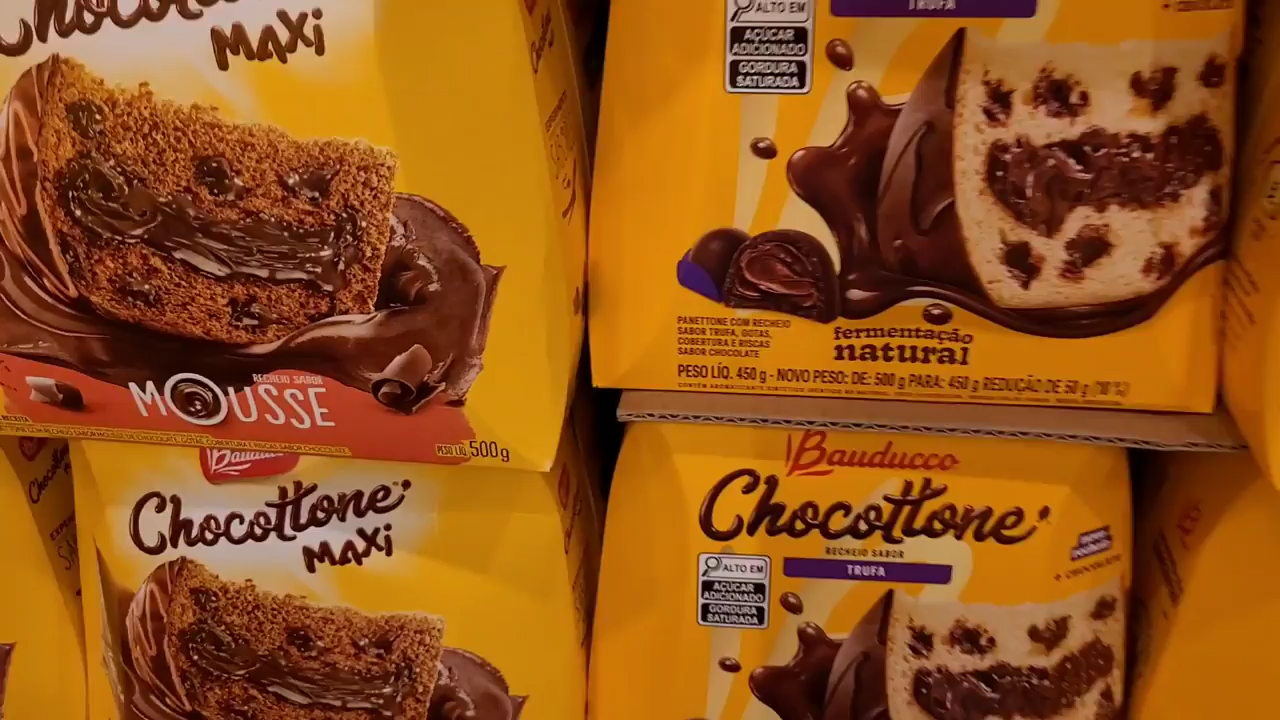 Chocottone
MAXi
RECHEIO SABOR
MOUSSE
PESO LÍQ. 500g
ALTO EM
AÇÚCAR
ADICIONADO
GORDURA
SATURADA
TRUFA
PANETTONE COM RECHEIO
SABOR TRUFA, GOTAS,
COBERTURA E RISCAS
SABOR CHOCOLATE
fermentação
natural
PESO LÍQ. 450 g - NOVO PESO: DE: 500 g PARA: 450 g REDUÇÃO DE 50 g (10%)
Bauducco
Chocottone
MAXi
Bauducco
Chocottone
RECHEIO SABOR
TRUFA
ALTO EM
AÇÚCAR
ADICIONADO
GORDURA
SATURADA
+ CHOCOLATE